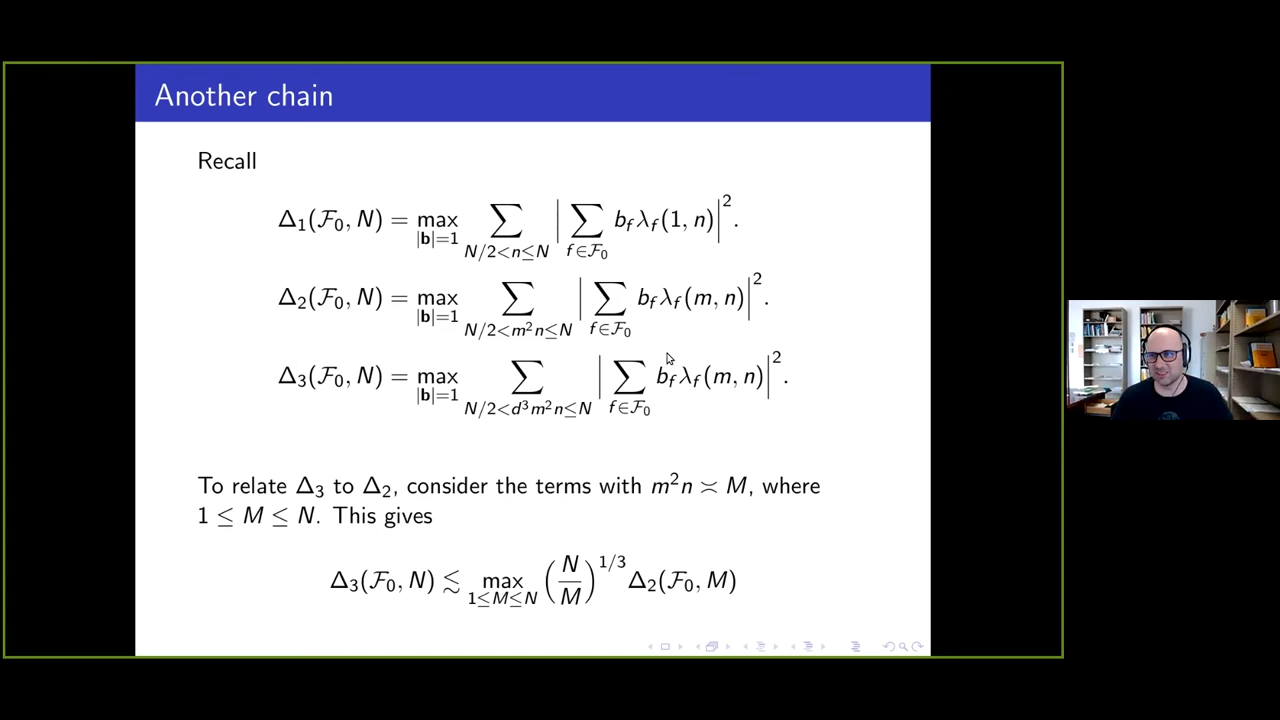 Another chain
Recall
Δ₁(ℱ₀, N) = max_{|b|=1} ∑_{N/2<n≤N} | ∑_{f∈ℱ₀} b_f λ_f(1, n) |².
Δ₂(ℱ₀, N) = max_{|b|=1} ∑_{N/2<m²n≤N} | ∑_{f∈ℱ₀} b_f λ_f(m, n) |².
Δ₃(ℱ₀, N) = max_{|b|=1} ∑_{N/2<d³m²n≤N} | ∑_{f∈ℱ₀} b_f λ_f(m, n) |².
To relate Δ₃ to Δ₂, consider the terms with m²n ≍ M, where
1 ≤ M ≤ N. This gives
Δ₃(ℱ₀, N) ⪅ max_{1≤M≤N} (N/M)^{1/3} Δ₂(ℱ₀, M)